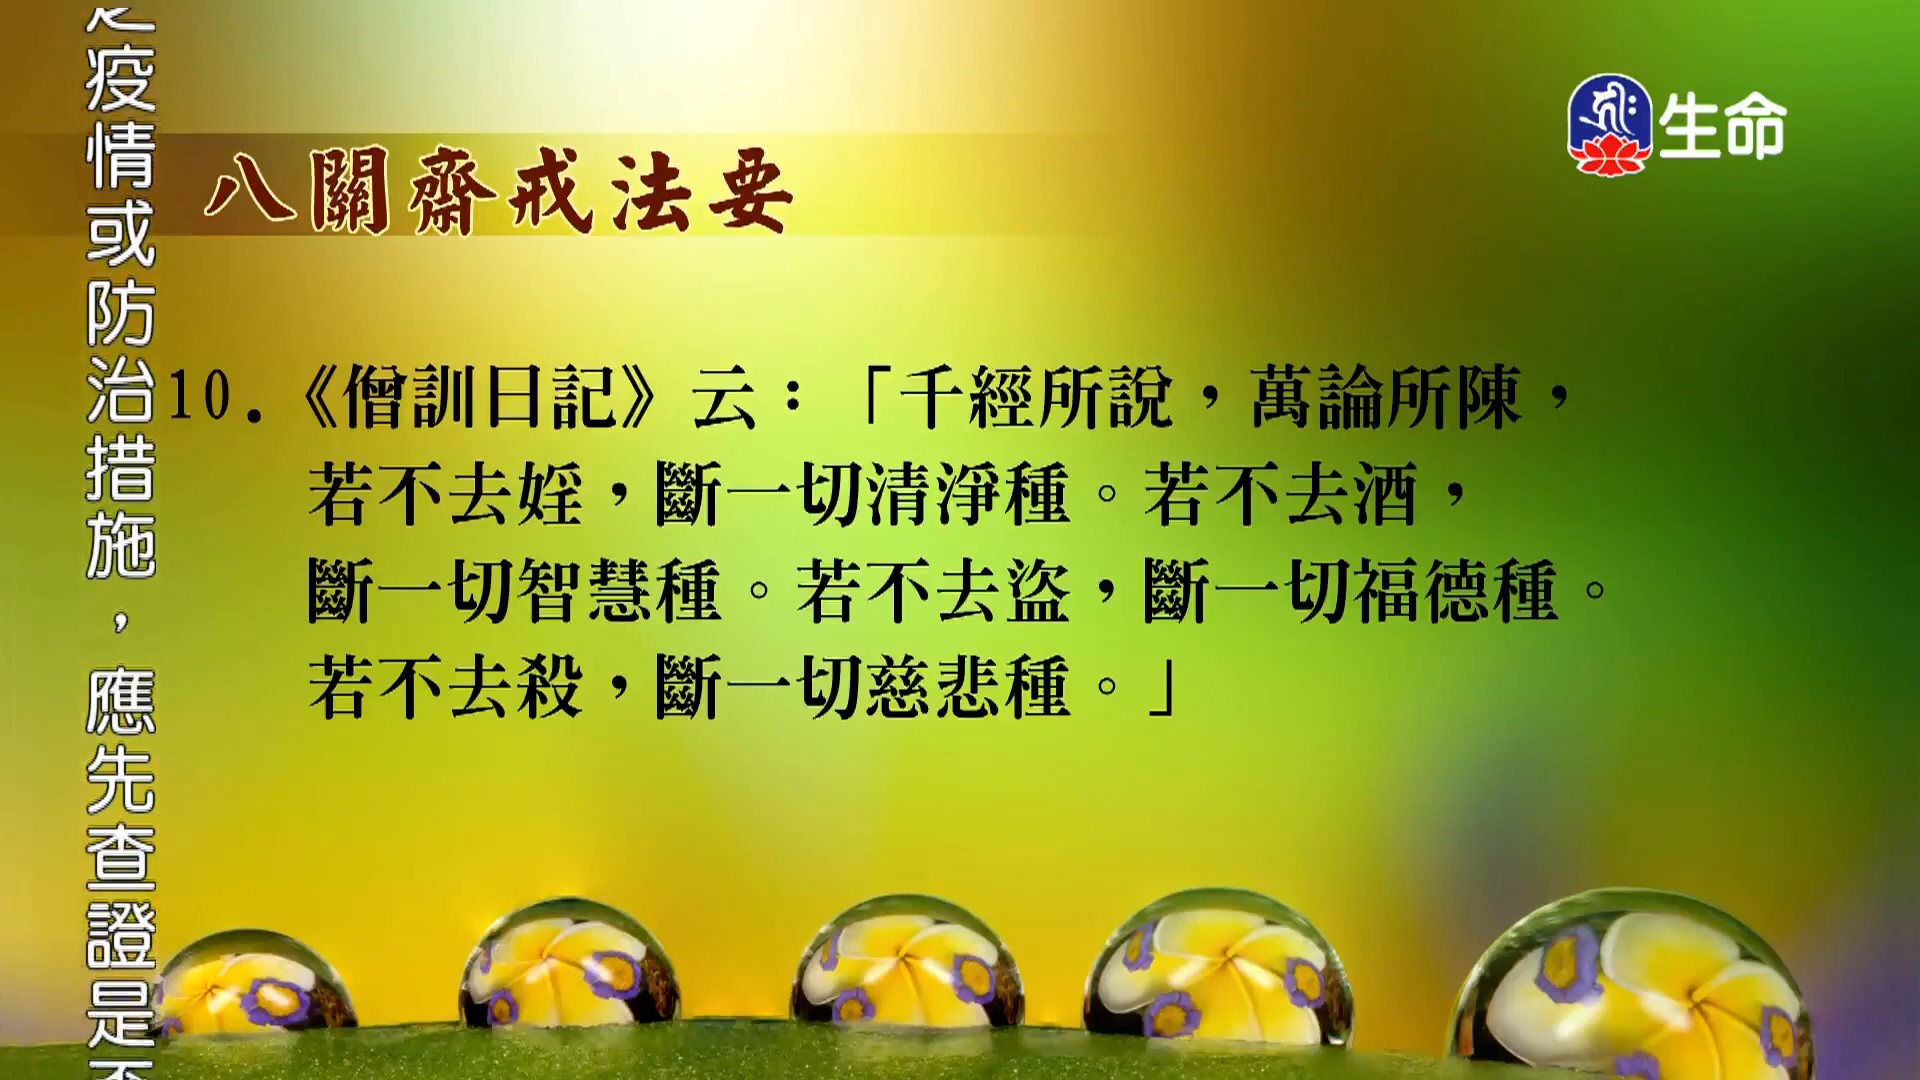 疫情或防治措施，應先查證是
生命
八關齋戒法要
10.《僧訓日記》云：「千經所說，萬論所陳，
若不去婬，斷一切清淨種。若不去酒，
斷一切智慧種。若不去盜，斷一切福德種。
若不去殺，斷一切慈悲種。」